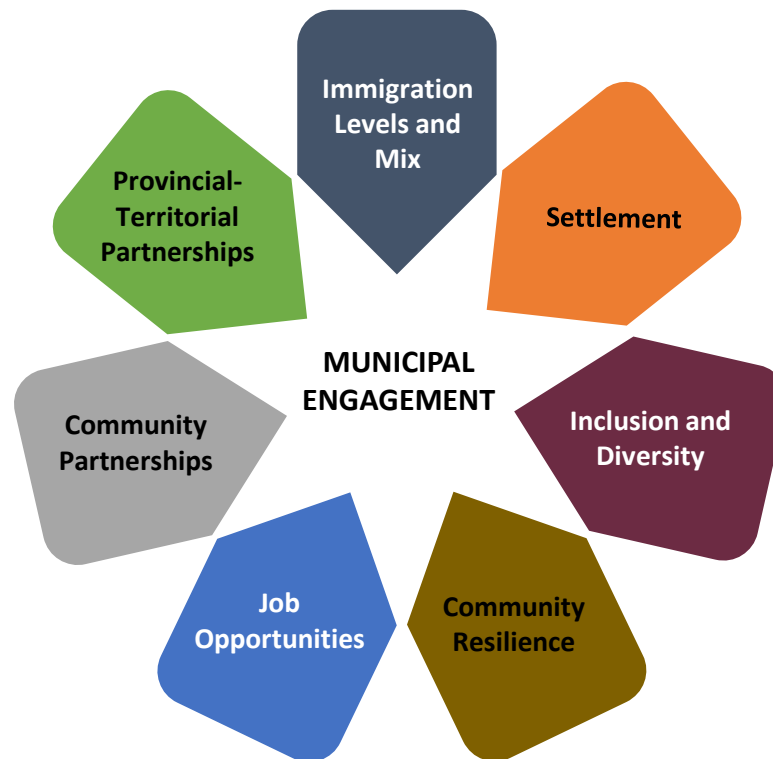 Immigration
Levels and
Mix
Settlement
Inclusion and
Diversity
Community
Resilience
Job
Opportunities
Community
Partnerships
Provincial-
Territorial
Partnerships
MUNICIPAL
ENGAGEMENT